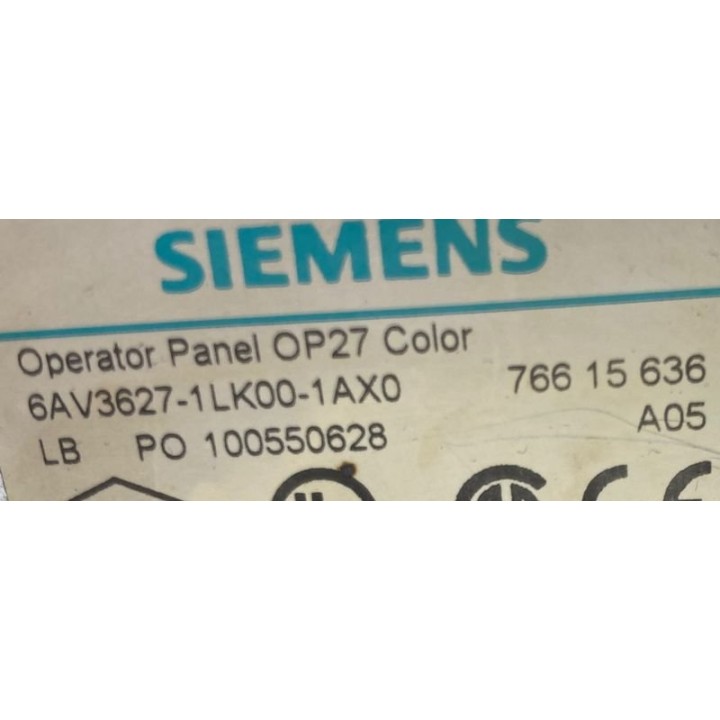 SIEMENS
Operator Panel OP27 Color
6AV3627-1LK00-1AX0 766 15 636
LB PO 100550628 A05